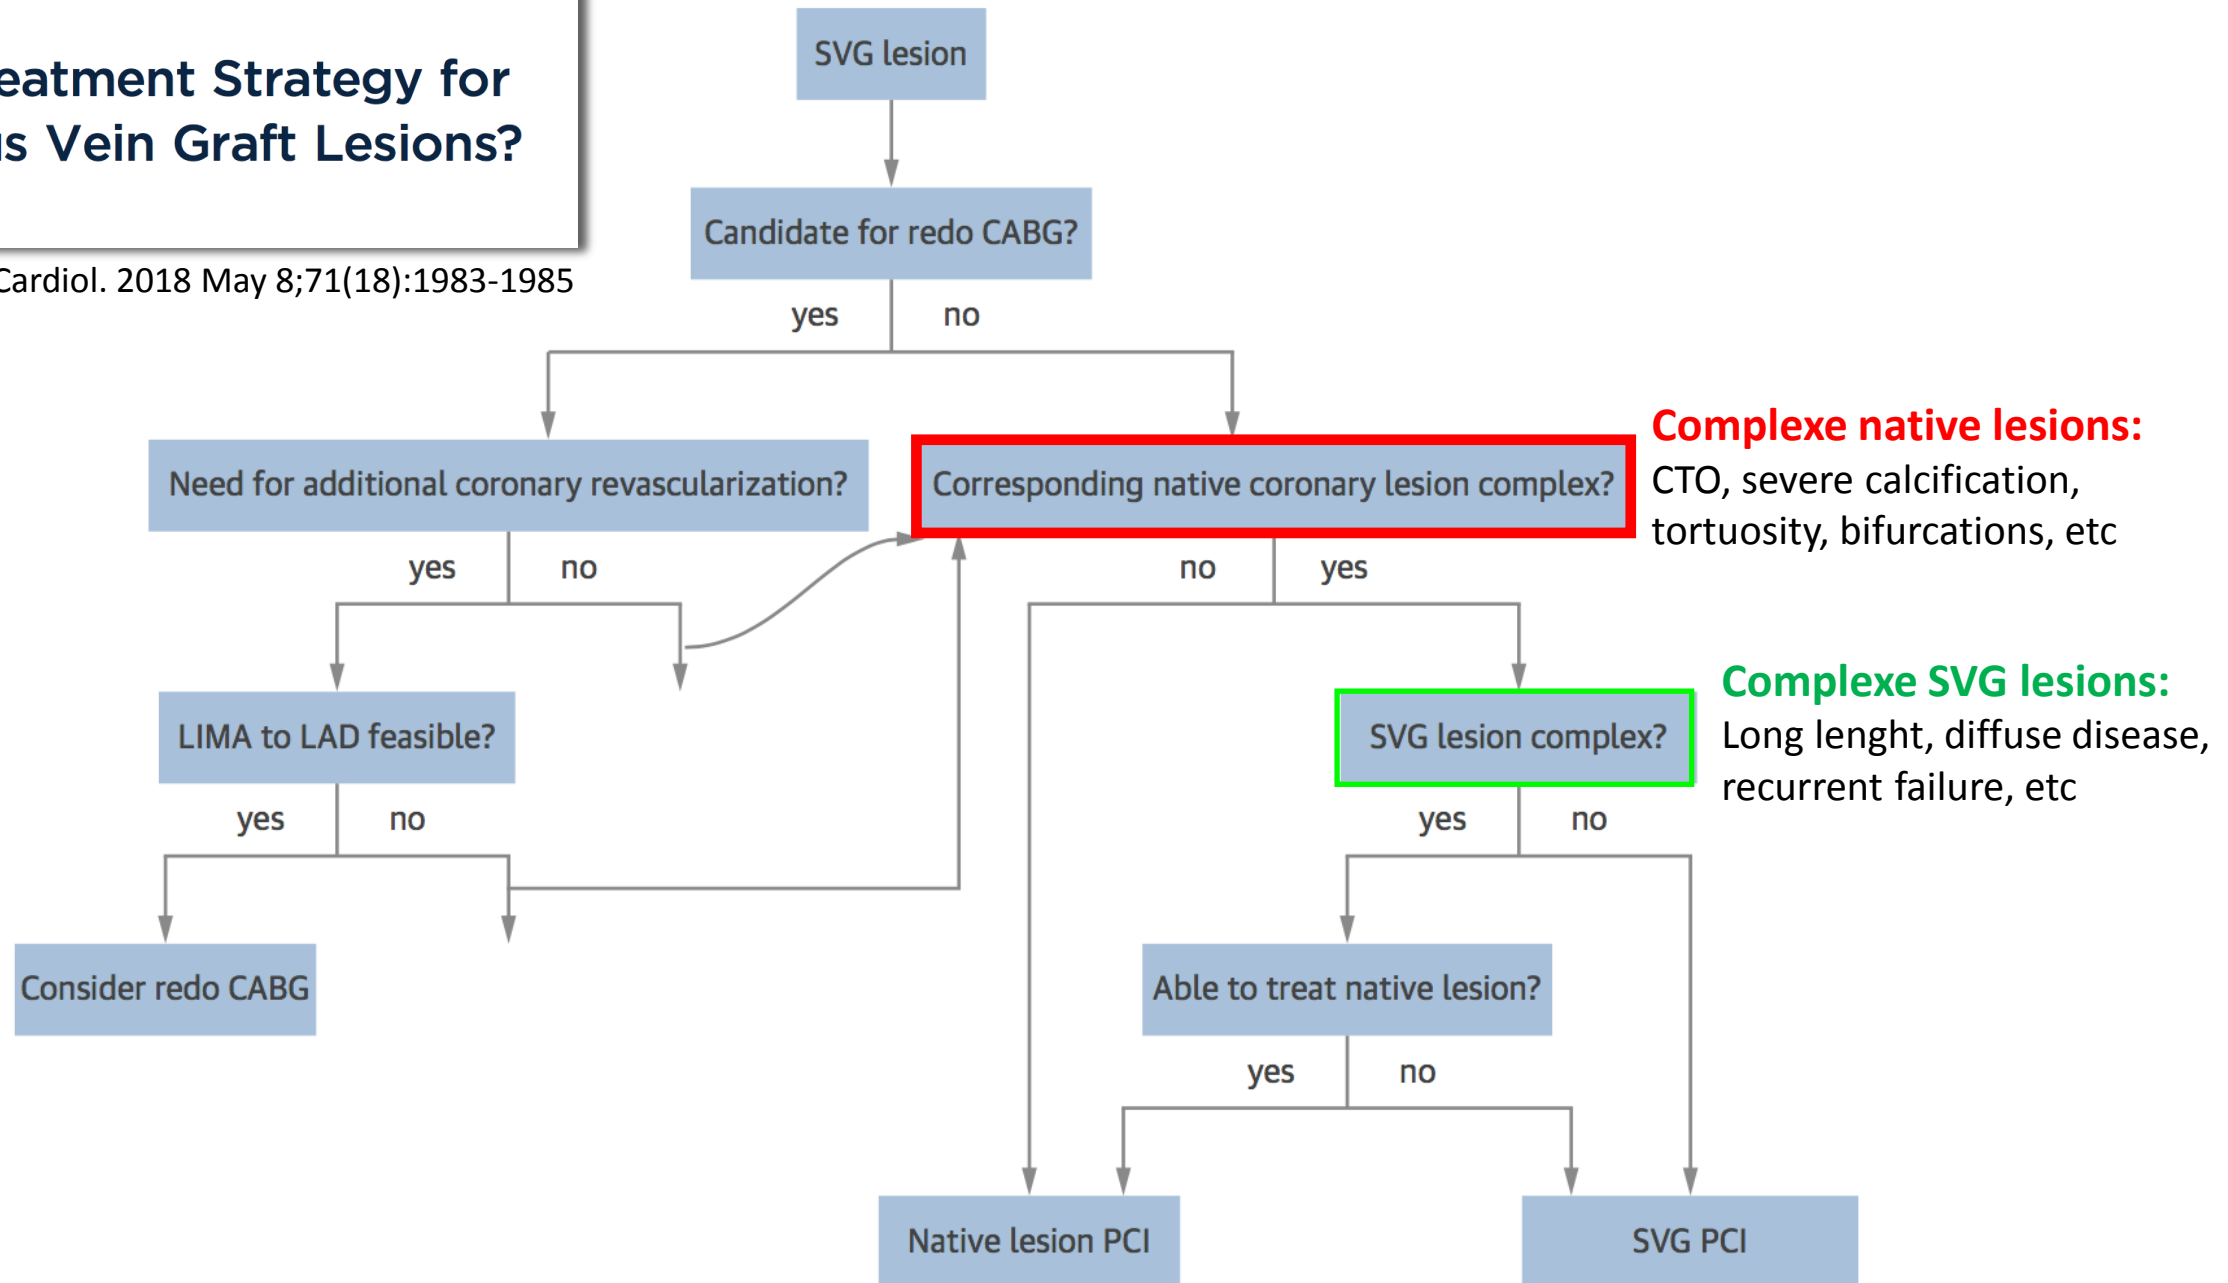 Treatment Strategy for
Vein Graft Lesions?
Cardiol. 2018 May 8;71(18):1983-1985
SVG lesion
Candidate for redo CABG?
yes no
Need for additional coronary revascularization?
Corresponding native coronary lesion complex?
Complexe native lesions:
CTO, severe calcification,
tortuosity, bifurcations, etc
yes no
no yes
LIMA to LAD feasible?
SVG lesion complex?
Complexe SVG lesions:
Long lenght, diffuse disease,
recurrent failure, etc
yes no
yes no
Consider redo CABG
Able to treat native lesion?
yes no
Native lesion PCI
SVG PCI